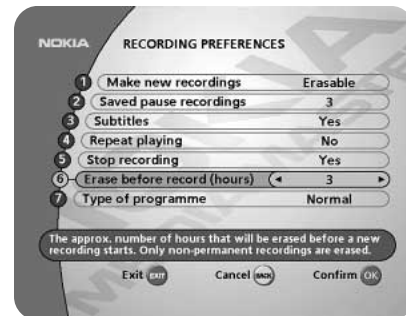 NOKIA RECORDING PREFERENCES
1 Make new recordings Erasable
2 Saved pause recordings 3
3 Subtitles Yes
4 Repeat playing No
5 Stop recording Yes
6 Erase before record (hours) 3
7 Type of programme Normal
The approx. number of hours that will be erased before a new
recording starts. Only non-permanent recordings are erased.
Exit EXIT Cancel BACK Confirm OK